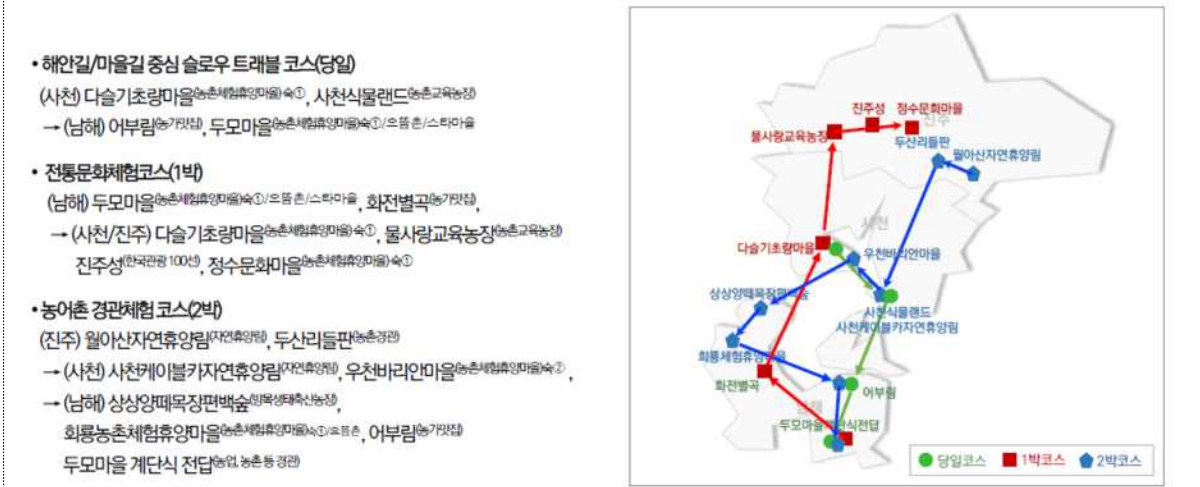 • 해안길/마을길 중심 슬로우 트래블 코스(당일)
(사천) 다슬기초량마을(농촌체험휴양마을)숙①, 사천식물랜드(농촌교육농장)
→ (남해) 어부림(농가맛집), 두모마을(농촌체험휴양마을)숙①/으뜸촌/스타마을
• 전통문화체험코스(1박)
(남해) 두모마을(농촌체험휴양마을)숙①/으뜸촌/스타마을, 화전별곡(농가맛집),
→ (사천/진주) 다슬기초량마을(농촌체험휴양마을)숙①, 물사랑교육농장(농촌교육농장)
진주성(한국관광 100선), 정수문화마을(농촌체험휴양마을)숙①
• 농어촌 경관체험 코스(2박)
(진주) 월아산자연휴양림(자연휴양림), 두산리들판(농촌경관)
→ (사천) 사천케이블카자연휴양림(자연휴양림), 우천바리안마을(농촌체험휴양마을)숙②,
→ (남해) 상상양떼목장편백숲(방목생태축산농장),
회룡농촌체험휴양마을(농촌체험휴양마을)숙①/으뜸촌, 어부림(농가맛집)
두모마을 계단식 전답(농업, 농촌 등 경관)
진주성
정수문화마을
진주
물사랑교육농장
두산리들판
월아산자연휴양림
사천
다슬기초량마을
우천바리안마을
상상양떼목장편백숲
사천식물랜드
사천케이블카자연휴양림
회룡체험휴양마을
화전별곡
어부림
남해
두모마을계단식전답
당일코스 1박코스 2박코스